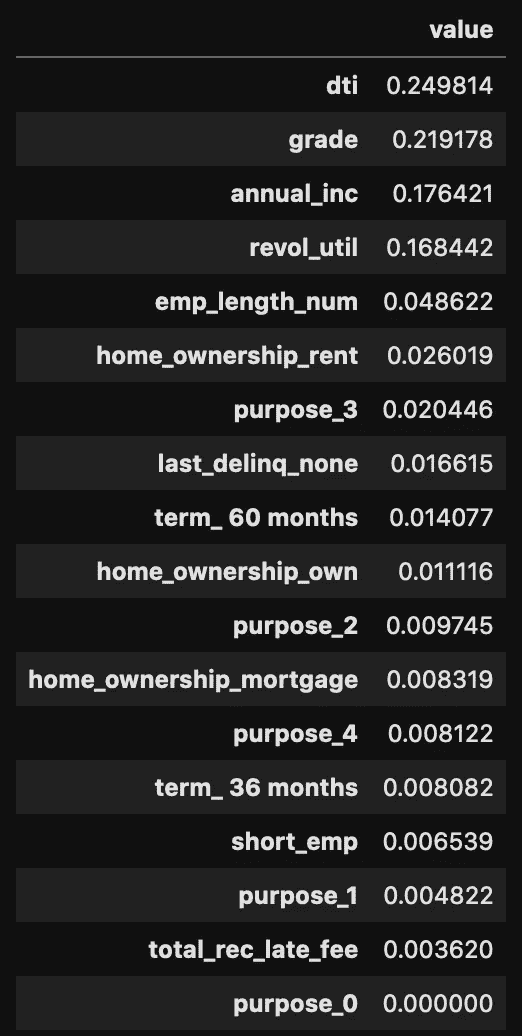 value
dti 0.249814
grade 0.219178
annual_inc 0.176421
revol_util 0.168442
emp_length_num 0.048622
home_ownership_rent 0.026019
purpose_3 0.020446
last_delinq_none 0.016615
term_ 60 months 0.014077
home_ownership_own 0.011116
purpose_2 0.009745
home_ownership_mortgage 0.008319
purpose_4 0.008122
term_ 36 months 0.008082
short_emp 0.006539
purpose_1 0.004822
total_rec_late_fee 0.003620
purpose_0 0.000000